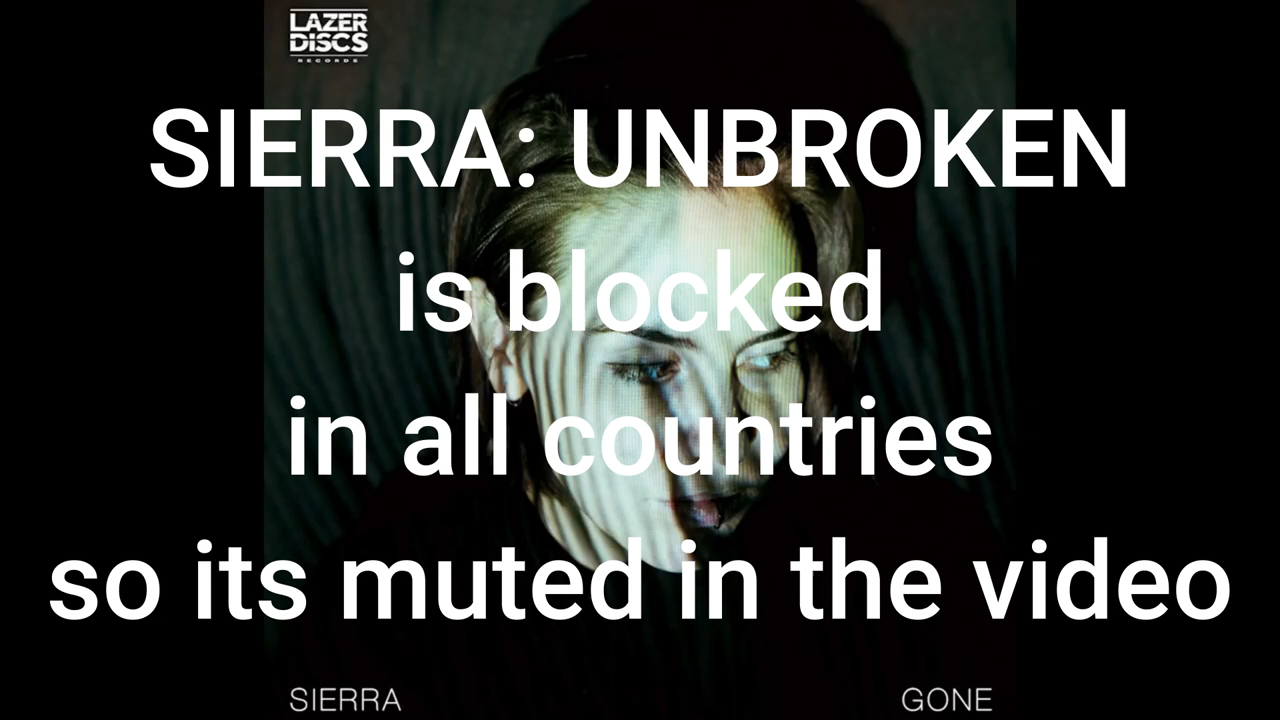 LAZER
DISCS
RECORDS
SIERRA: UNBROKEN
is blocked
in all countries
so its muted in the video
SIERRA GONE